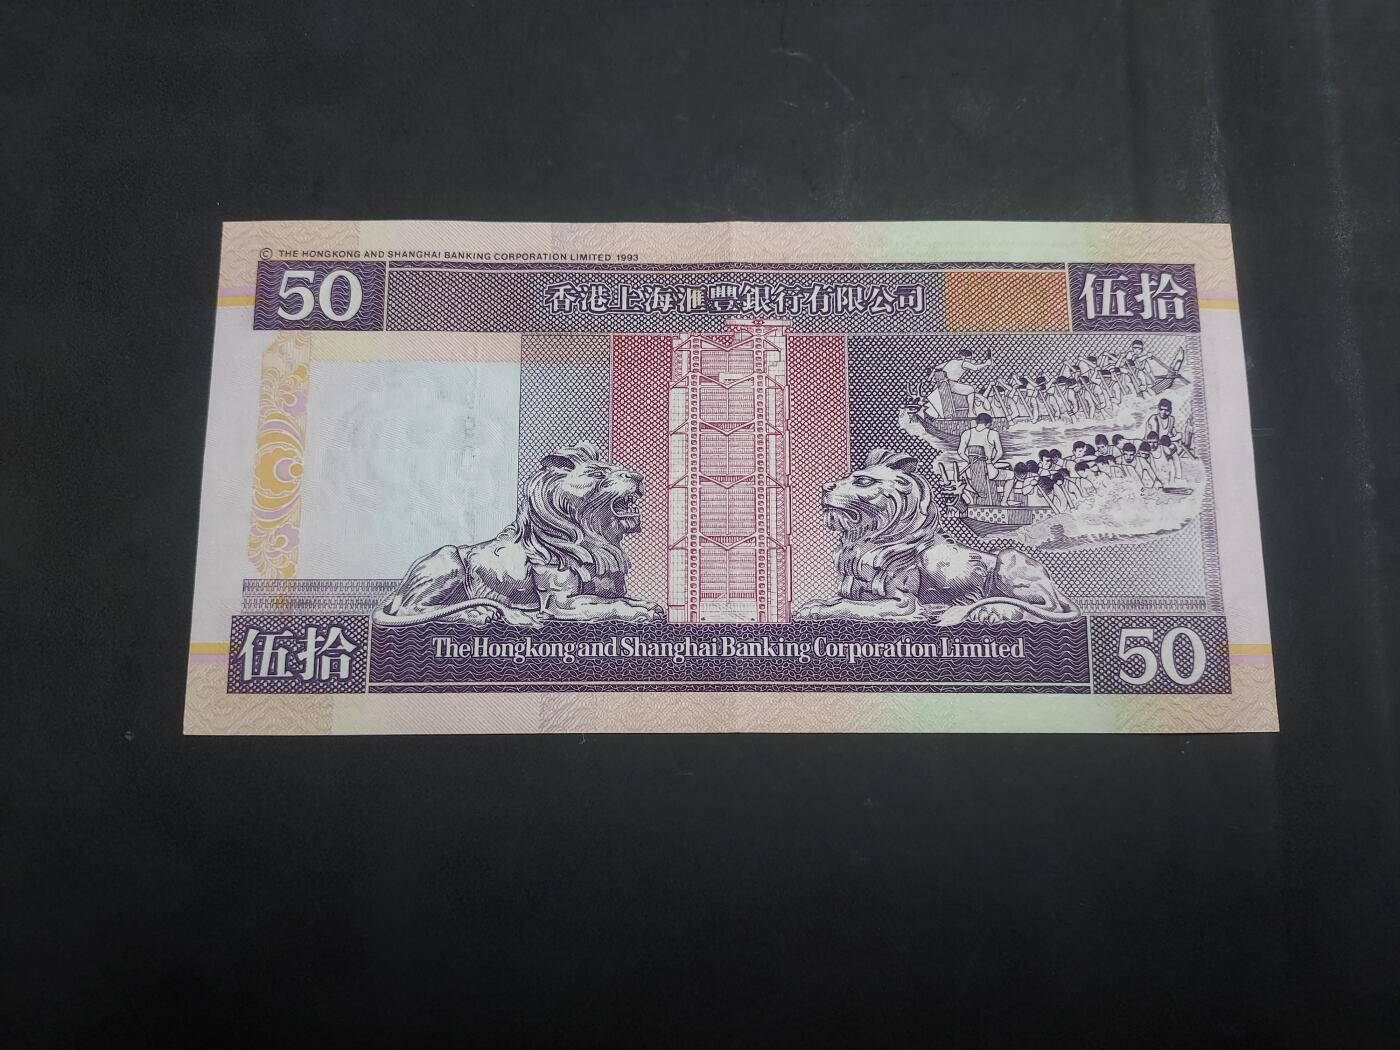 © THE HONGKONG AND SHANGHAI BANKING CORPORATION LIMITED 1993
50 香港上海滙豐銀行有限公司 伍拾
伍拾 The Hongkong and Shanghai Banking Corporation Limited 50